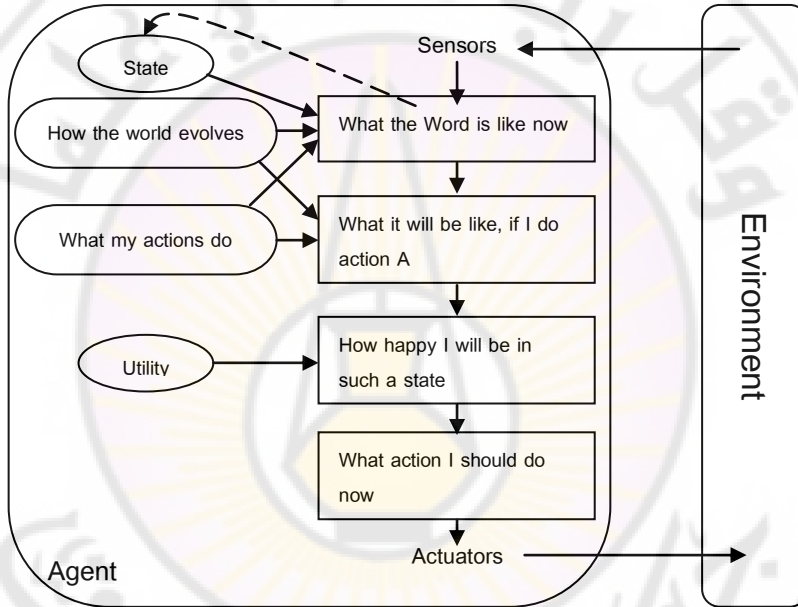 Sensors
State
What the Word is like now
How the world evolves
What it will be like, if I do
action A
What my actions do
Environment
How happy I will be in
such a state
Utility
What action I should do
now
Actuators
Agent